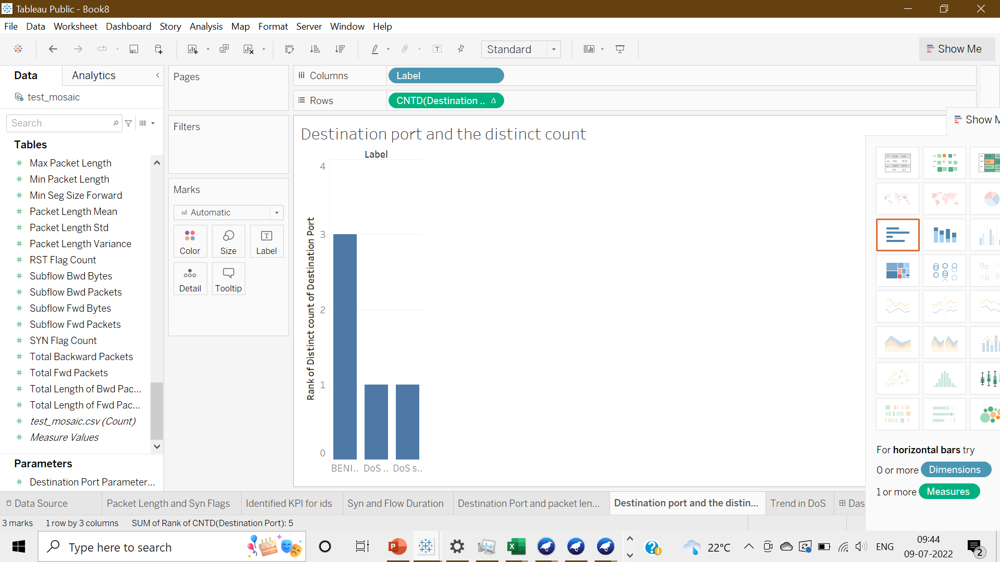 Tableau Public - Book8
File Data Worksheet Dashboard Story Analysis Map Format Server Window Help
Standard
Show Me
Data
Analytics
test_mosaic
Search
Tables
Max Packet Length
Min Packet Length
Min Seg Size Forward
Packet Length Mean
Packet Length Std
Packet Length Variance
RST Flag Count
Subflow Bwd Bytes
Subflow Bwd Packets
Subflow Fwd Bytes
Subflow Fwd Packets
SYN Flag Count
Total Backward Packets
Total Fwd Packets
Total Length of Bwd Pac...
Total Length of Fwd Pac...
test_mosaic.csv (Count)
Measure Values
Parameters
Destination Port Parameter...
Pages
Filters
Marks
Automatic
Color
Size
Label
Detail
Tooltip
Columns
Label
Rows
CNTD(Destination ..
Destination port and the distinct count
Label
Rank of Distinct count of Destination Port
4
3
2
1
0
BENI..
DoS ..
DoS s..
Show M
For horizontal bars try
0 or more Dimensions
1 or more Measures
Data Source
Packet Length and Syn Flags
Identified KPI for ids
Syn and Flow Duration
Destination Port and packet len...
Destination port and the distin...
Trend in DoS
Das
3 marks
1 row by 3 columns
SUM of Rank of CNTD(Destination Port): 5
Type here to search
22°C
ENG
09:44
09-07-2022
2